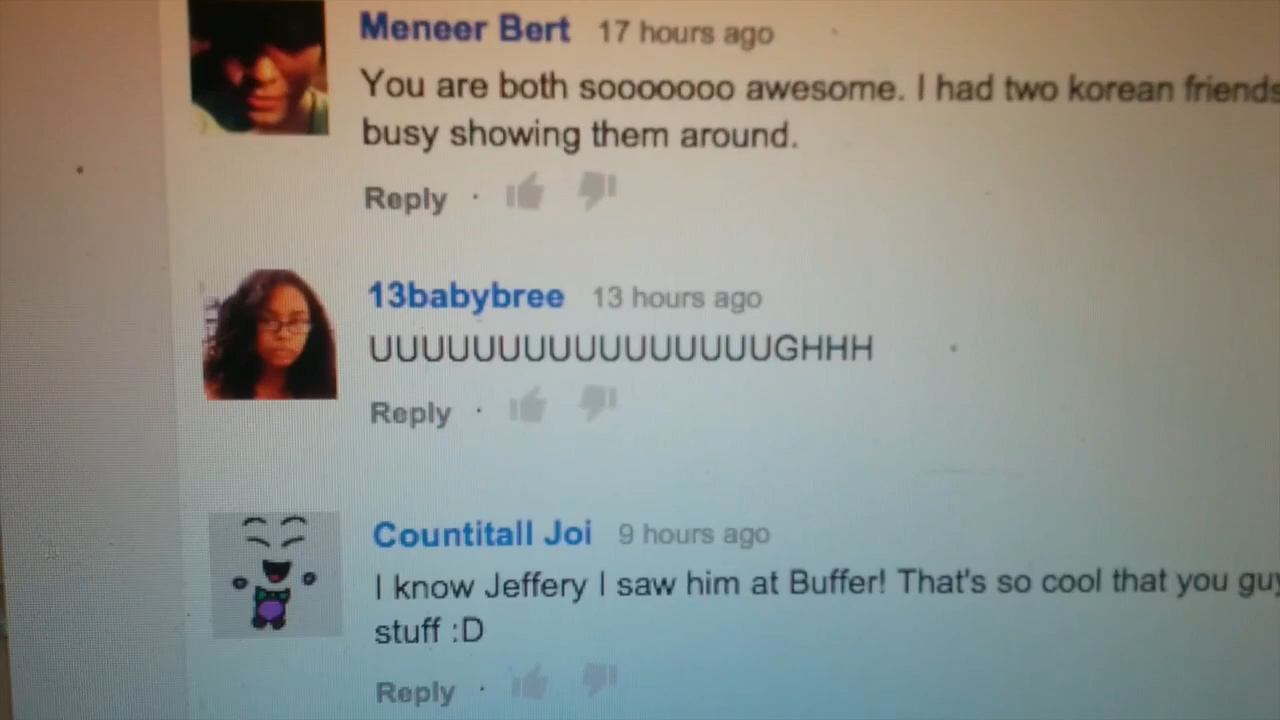 Meneer Bert 17 hours ago
You are both sooooooo awesome. I had two korean friends
busy showing them around.
Reply ·
13babybree 13 hours ago
UUUUUUUUUUUUUUUUGHHH
Reply ·
Countitall Joi 9 hours ago
I know Jeffery I saw him at Buffer! That's so cool that you guy
stuff :D
Reply ·